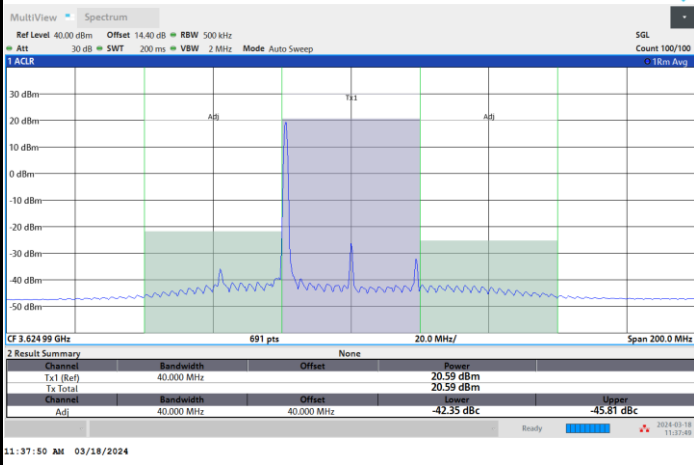 MultiView Spectrum
Ref Level 40.00 dBm Offset 14.40 dB RBW 500 kHz SGL
Att 30 dB SWT 200 ms VBW 2 MHz Mode Auto Sweep Count 100/100
1 ACLR 1Rm Avg
Tx1
30 dBm
Adj Adj
20 dBm
10 dBm
0 dBm
-10 dBm
-20 dBm
-30 dBm
-40 dBm
-50 dBm
CF 3.624 99 GHz 691 pts 20.0 MHz/ Span 200.0 MHz
2 Result Summary None
Channel Bandwidth Offset Power
Tx1 (Ref) 40.000 MHz 20.59 dBm
Tx Total 20.59 dBm
Channel Bandwidth Offset Lower Upper
Adj 40.000 MHz 40.000 MHz -42.35 dBc -45.81 dBc
Ready 2024-03-18
11:37:49
11:37:50 AM 03/18/2024